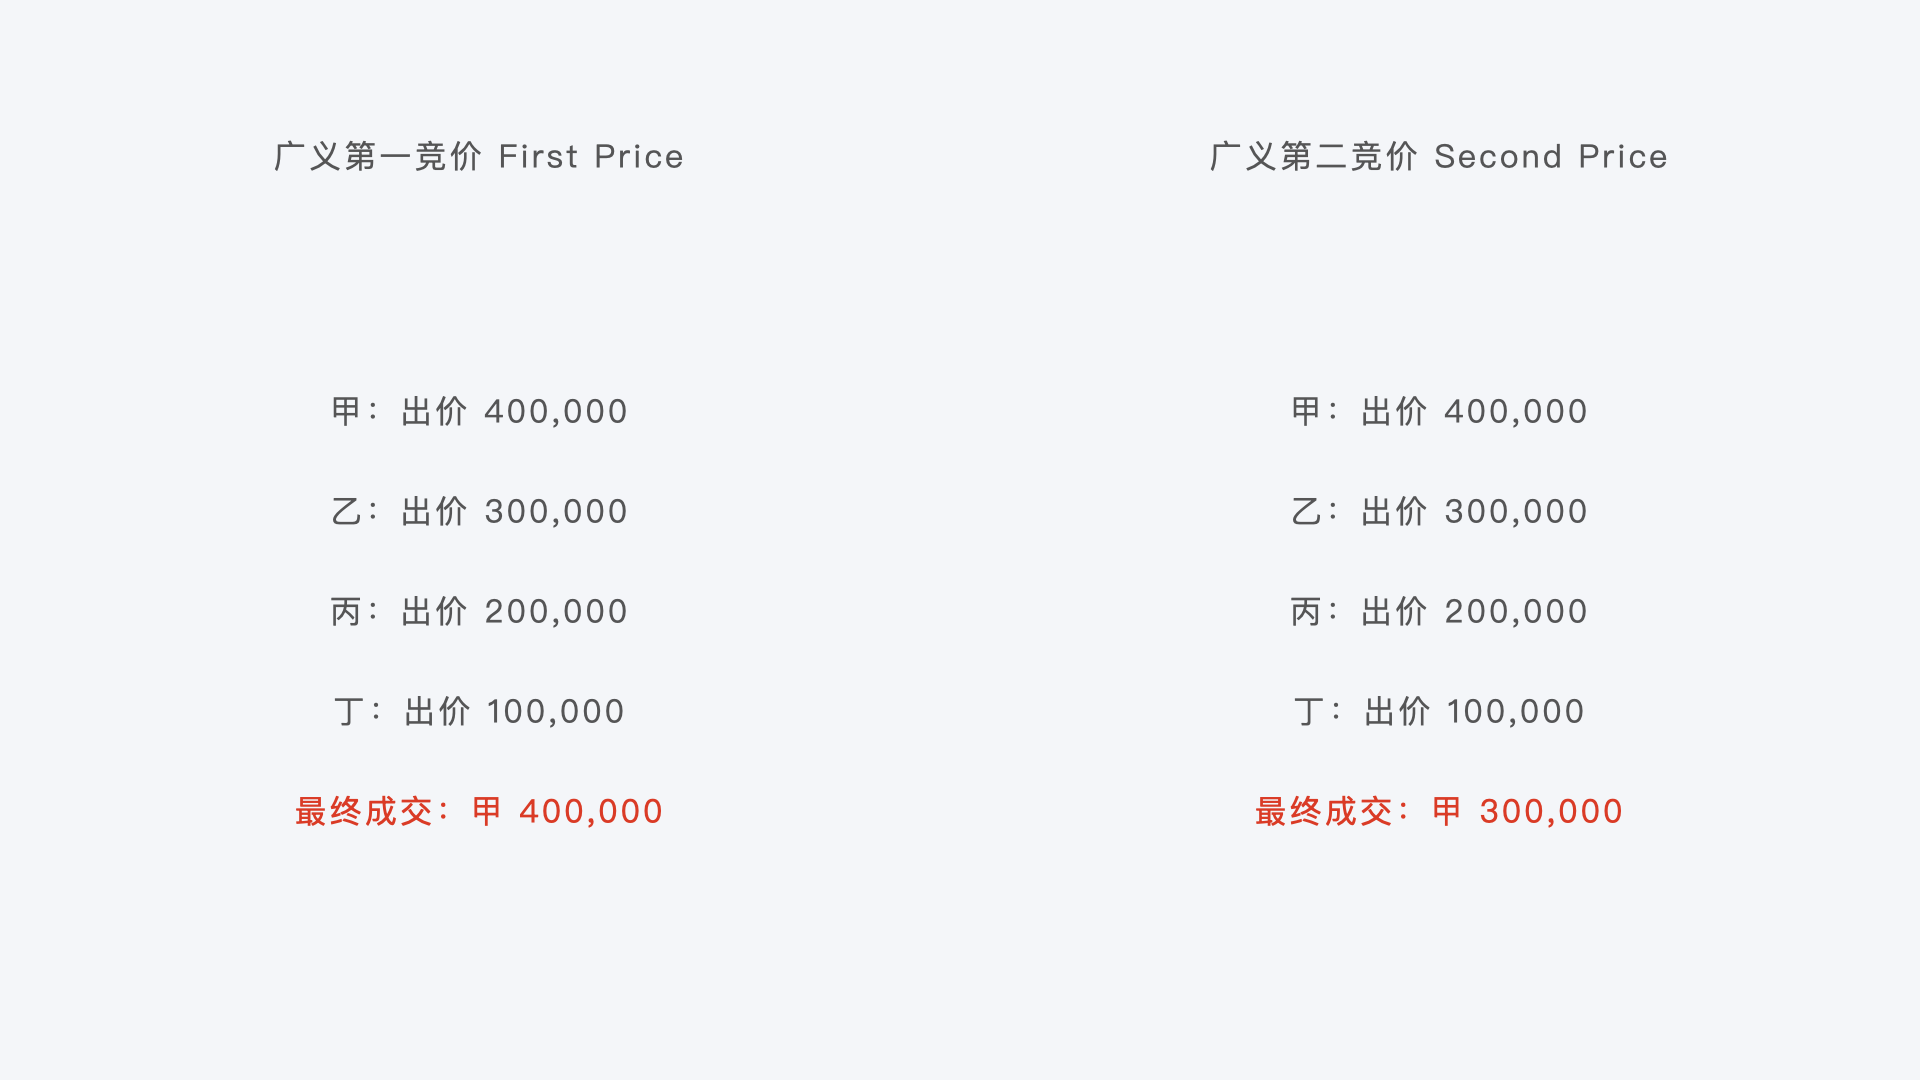 广义第一竞价 First Price
甲：出价 400,000
乙：出价 300,000
丙：出价 200,000
丁：出价 100,000
最终成交：甲 400,000
广义第二竞价 Second Price
甲：出价 400,000
乙：出价 300,000
丙：出价 200,000
丁：出价 100,000
最终成交：甲 300,000